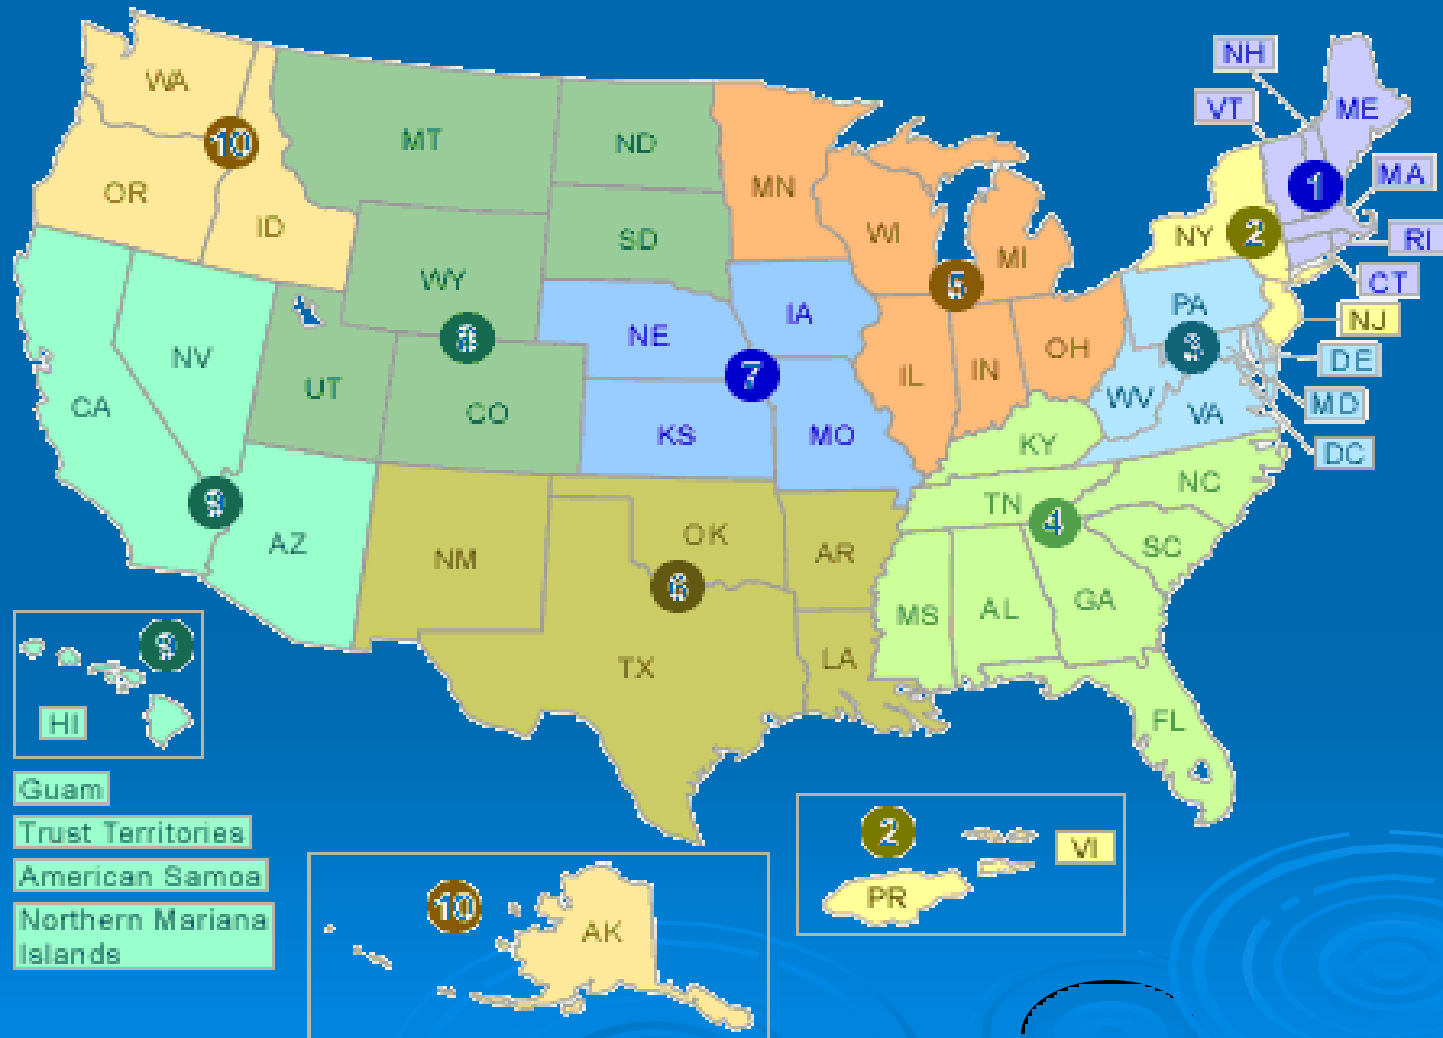 NH
WA
VT
ME
MT
ND
10
MN
MA
OR
1
ID
WI
NY
2
RI
SD
MI
WY
CT
5
PA
IA
NJ
NE
8
3
NV
OH
DE
UT
IL
IN
7
WV
CA
MD
CO
VA
KS
MO
KY
DC
NC
9
TN
4
OK
AZ
SC
AR
NM
6
GA
AL
MS
9
LA
TX
HI
FL
Guam
Trust Territories
2
VI
American Samoa
PR
10
Northern Mariana
Islands
AK